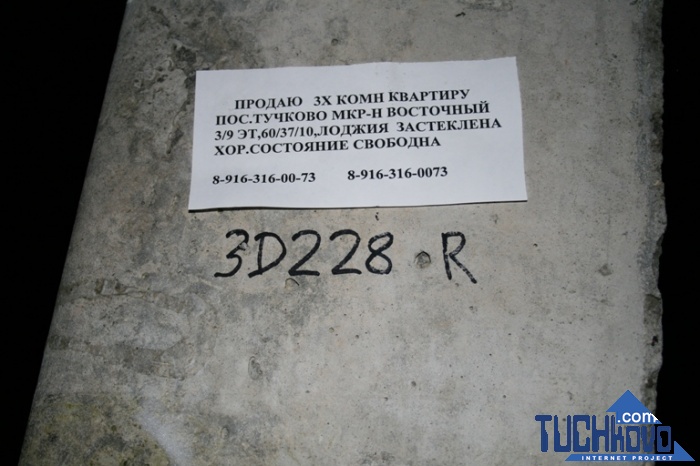 ПРОДАЮ 3Х КОМН КВАРТИРУ
ПОС.ТУЧКОВО МКР-Н ВОСТОЧНЫЙ
3/9 ЭТ,60/37/10,ЛОДЖИЯ ЗАСТЕКЛЕНА
ХОР.СОСТОЯНИЕ СВОБОДНА
8-916-316-00-73 8-916-316-0073
3D228 R
TUCHKOVO.com
INTERNET PROJECT